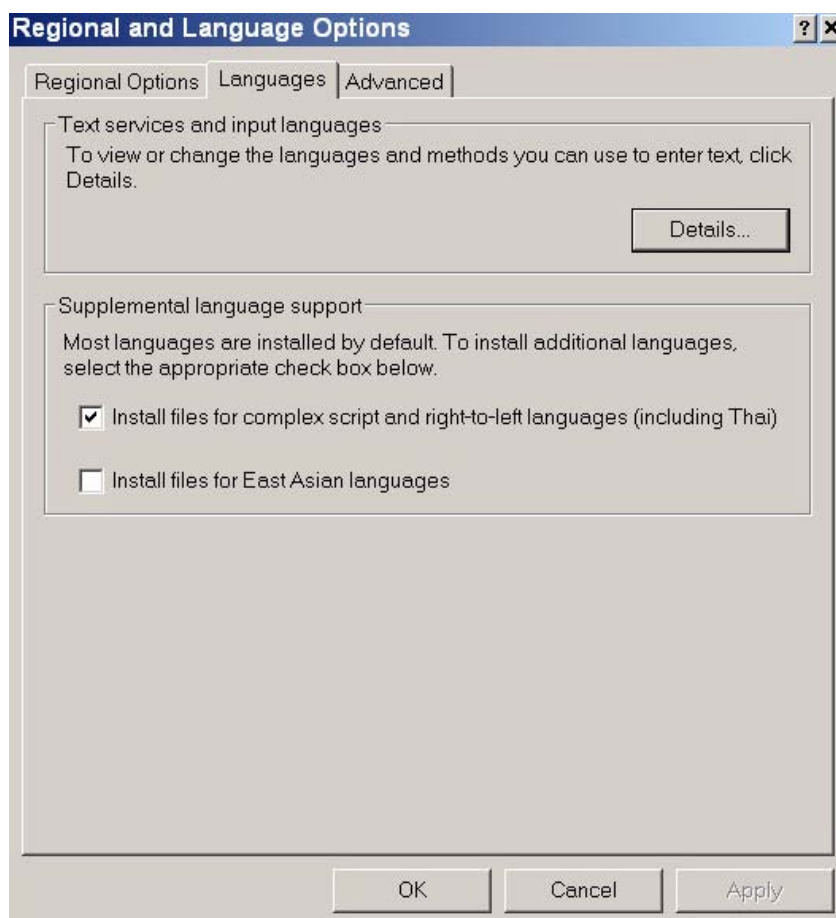 Regional and Language Options
Regional Options Languages Advanced
Text services and input languages
To view or change the languages and methods you can use to enter text, click
Details.
Details...
Supplemental language support
Most languages are installed by default. To install additional languages,
select the appropriate check box below.
Install files for complex script and right-to-left languages (including Thai)
Install files for East Asian languages
OK Cancel Apply